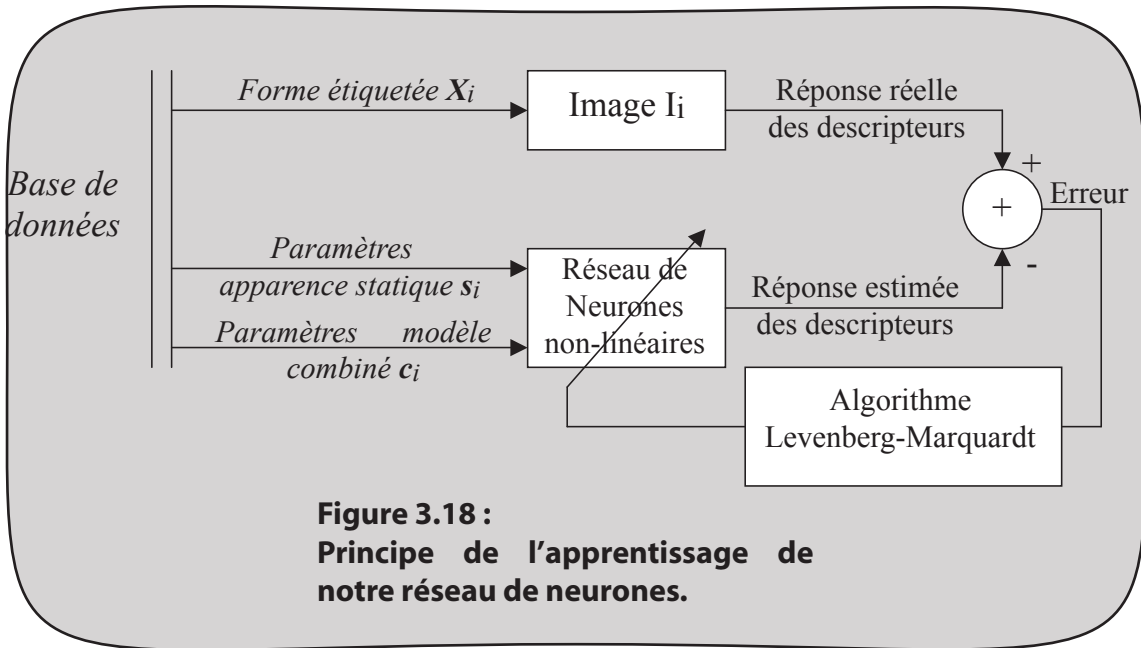 Forme étiquetée Xi
Image Ii
Réponse réelle
des descripteurs
+
Base de
données
+
Erreur
-
Paramètres
apparence statique si
Paramètres modèle
combiné ci
Réseau de
Neurones
non-linéaires
Réponse estimée
des descripteurs
Algorithme
Levenberg-Marquardt
Figure 3.18 :
Principe de l'apprentissage de
notre réseau de neurones.